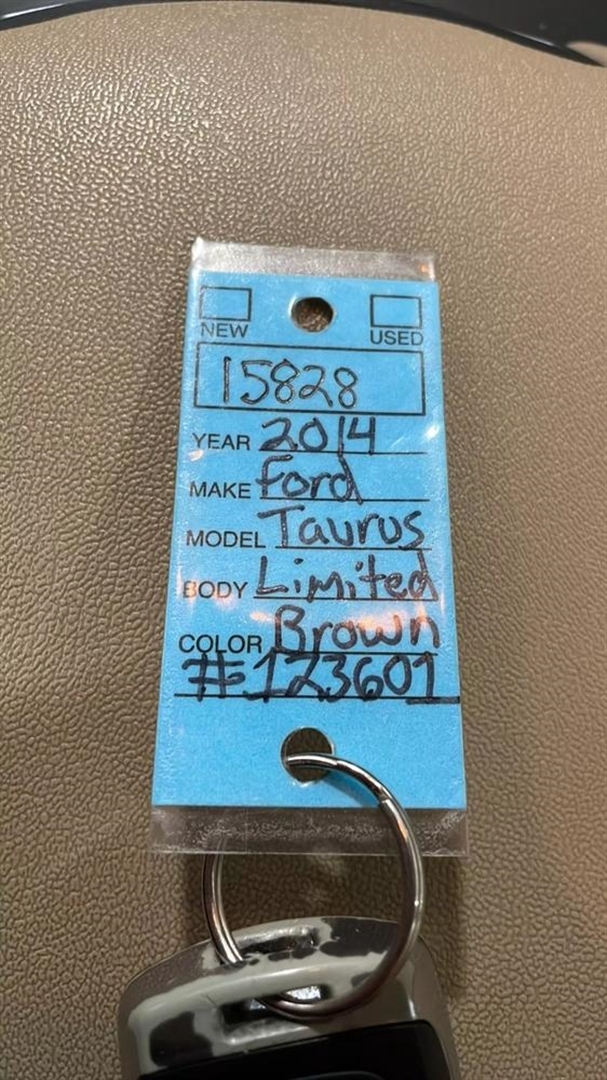 NEW USED
15828
YEAR 2014
MAKE Ford
MODEL Taurus
BODY Limited
COLOR Brown
#123601